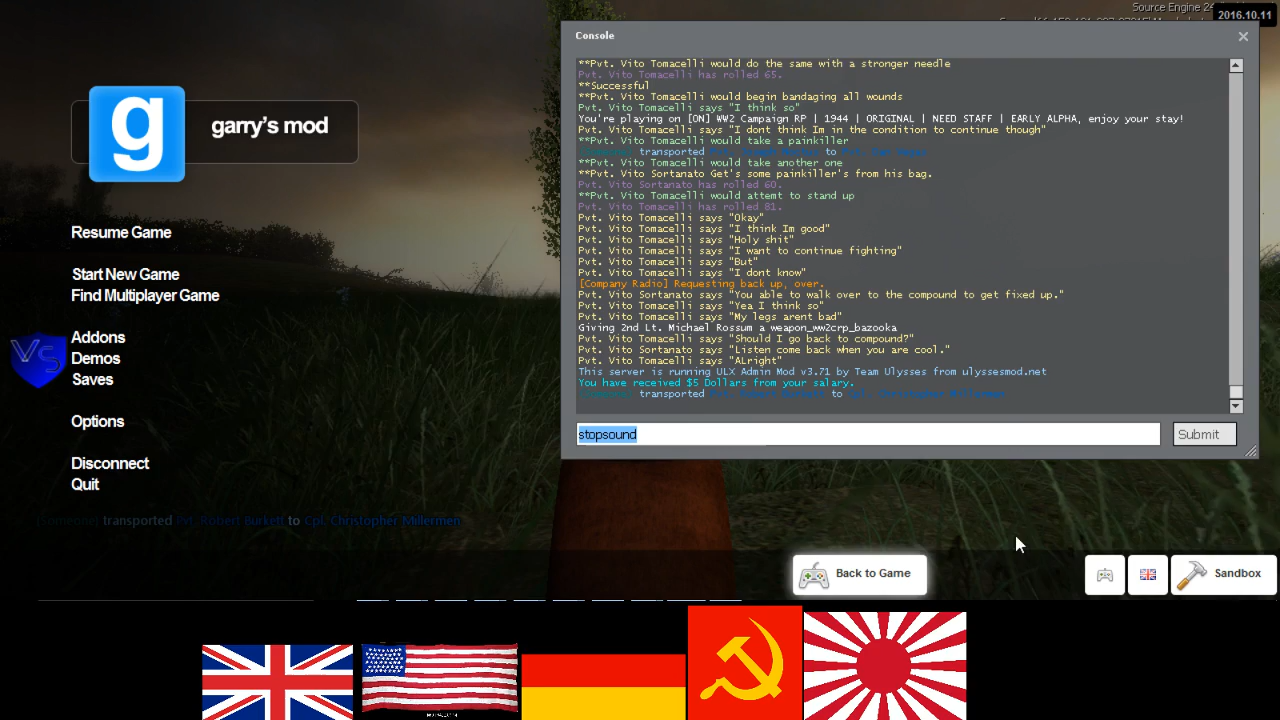 Source Engine 24
2016.10.11
Console
g
garry's mod
Resume Game
Start New Game
Find Multiplayer Game
Addons
Demos
Saves
VS
Options
Disconnect
Quit
transported Pvt. Robert Burkett to Cpl. Christopher Millermen
**Pvt. Vito Tomacelli would do the same with a stronger needle
Pvt. Vito Tomacelli has rolled 65.
**Successful
**Pvt. Vito Tomacelli would begin bandaging all wounds
Pvt. Vito Tomacelli says "I think so"
You're playing on [ON] WW2 Campaign RP | 1944 | ORIGINAL | NEED STAFF | EARLY ALPHA, enjoy your stay!
Pvt. Vito Tomacelli says "I dont think Im in the condition to continue though"
**Pvt. Vito Tomacelli would take a painkiller
transported to
**Pvt. Vito Tomacelli would take another one
**Pvt. Vito Sortanato Get's some painkiller's from his bag.
Pvt. Vito Sortanato has rolled 60.
**Pvt. Vito Tomacelli would attemt to stand up
Pvt. Vito Tomacelli has rolled 81.
Pvt. Vito Tomacelli says "Okay"
Pvt. Vito Tomacelli says "I think Im good"
Pvt. Vito Tomacelli says "Holy shit"
Pvt. Vito Tomacelli says "I want to continue fighting"
Pvt. Vito Tomacelli says "But"
Pvt. Vito Tomacelli says "I dont know"
[Company Radio] Requesting back up, over.
Pvt. Vito Sortanato says "You able to walk over to the compound to get fixed up."
Pvt. Vito Tomacelli says "Yea I think so"
Pvt. Vito Tomacelli says "My legs arent bad"
Giving 2nd Lt. Michael Rossum a weapon_ww2crp_bazooka
Pvt. Vito Tomacelli says "Should I go back to compound?"
Pvt. Vito Sortanato says "Listen come back when you are cool."
Pvt. Vito Tomacelli says "ALright"
This server is running ULX Admin Mod v3.71 by Team Ulysses from ulyssesmod.net
You have received $5 Dollars from your salary.
transported Pvt. Robert Burkett to Cpl. Christopher Millermen
stopsound
Submit
Back to Game
Sandbox